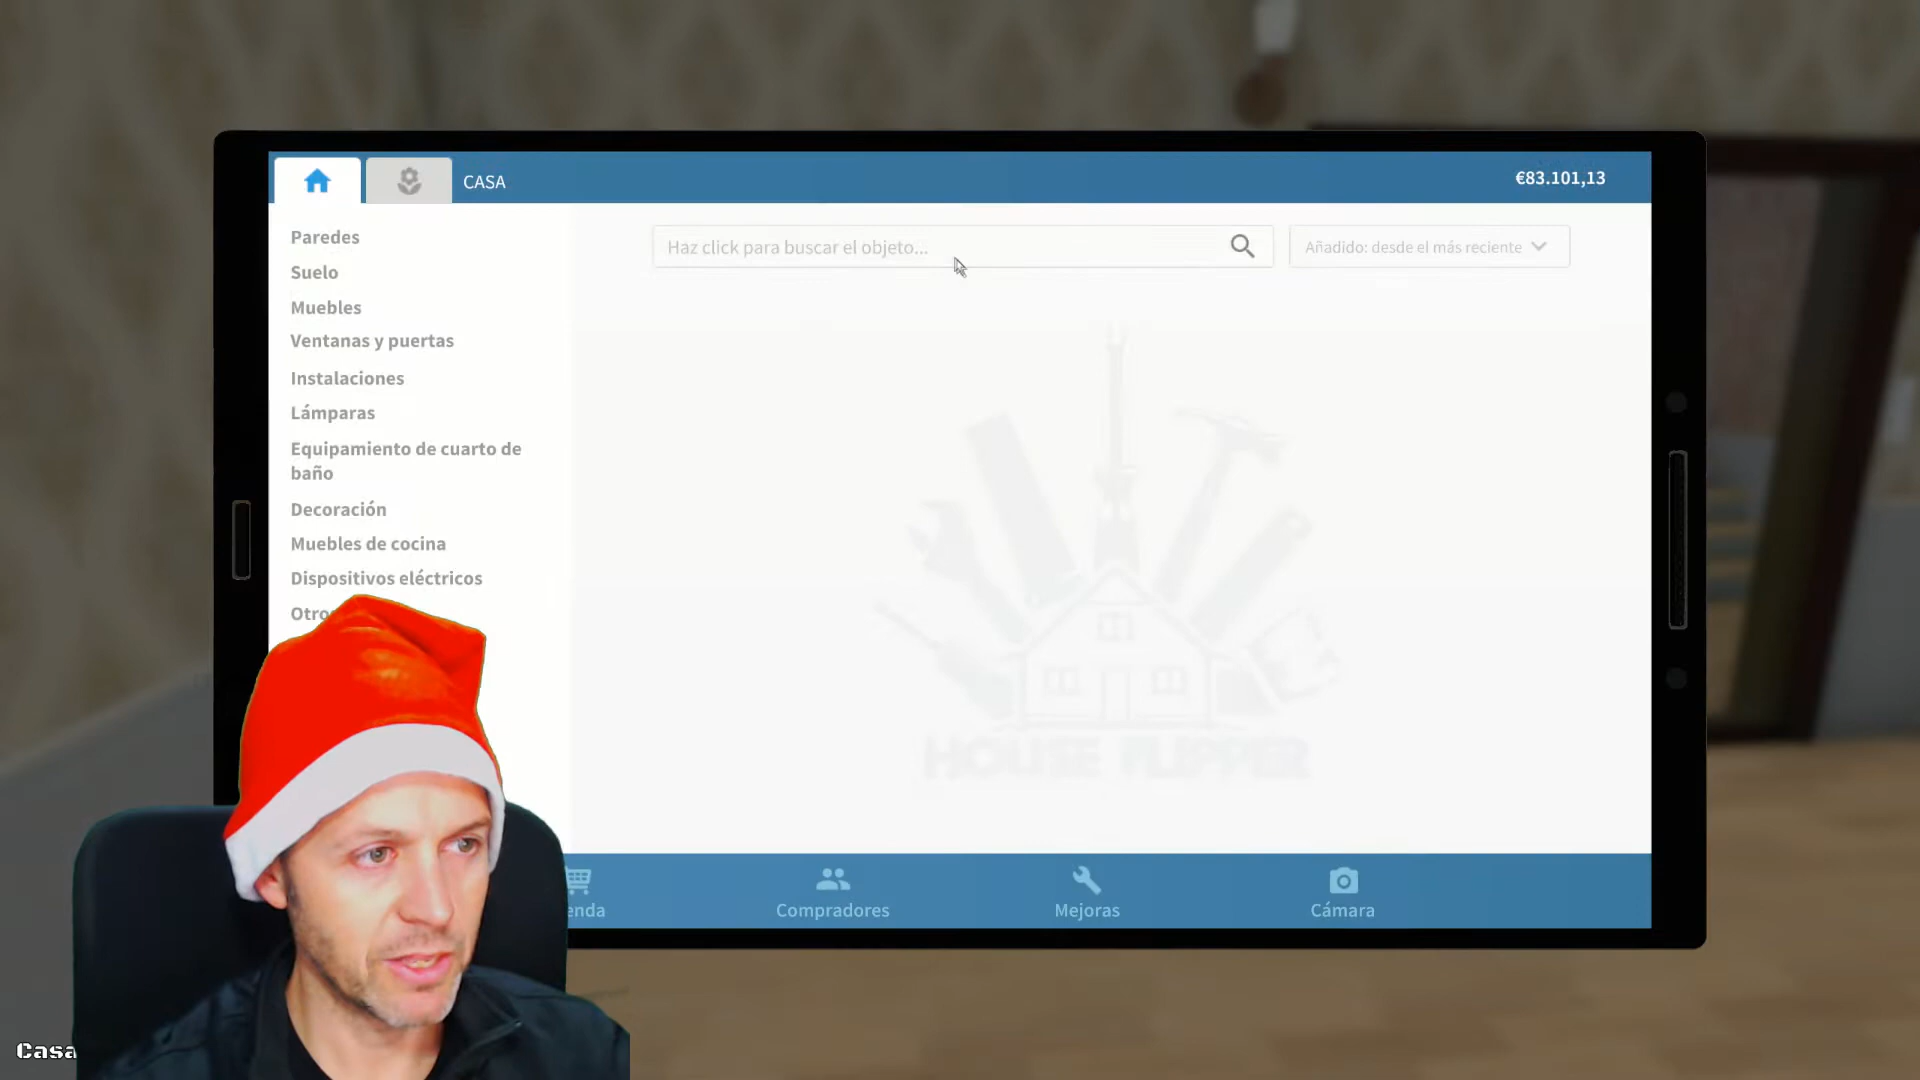 CASA
€83.101,13
Paredes
Suelo
Muebles
Ventanas y puertas
Instalaciones
Lámparas
Equipamiento de cuarto de
baño
Decoración
Muebles de cocina
Dispositivos eléctricos
Otro
Haz click para buscar el objeto...
Añadido: desde el más reciente
HOUSE FLIPPER
enda
Compradores
Mejoras
Cámara
Casa